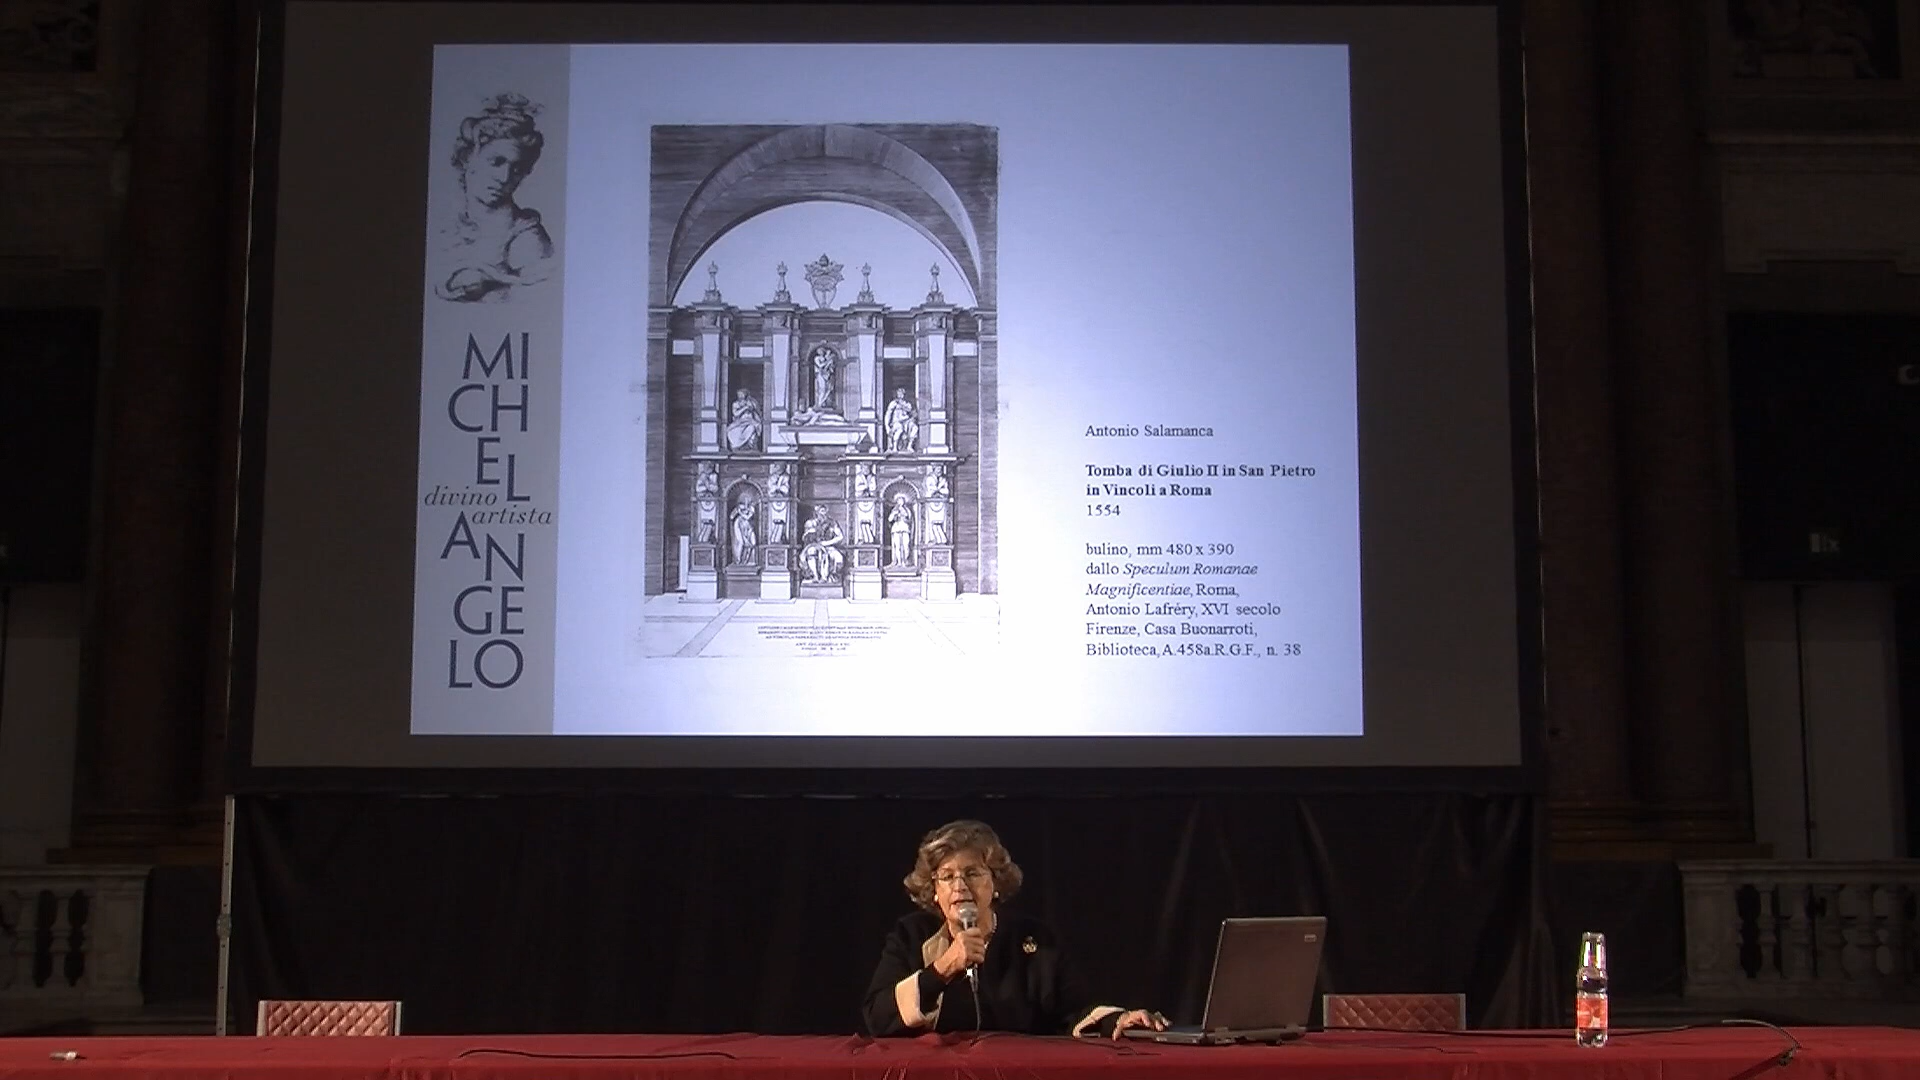 MI
CH
EL
divino
artista
AN
GE
LO
Antonio Salamanca
Tomba di Giulio II in San Pietro
in Vincoli a Roma
1554
bulino, mm 480 x 390
dallo Speculum Romanae
Magnificentiae, Roma,
Antonio Lafréry, XVI secolo
Firenze, Casa Buonarroti,
Biblioteca, A.458a.R.G.F., n. 38